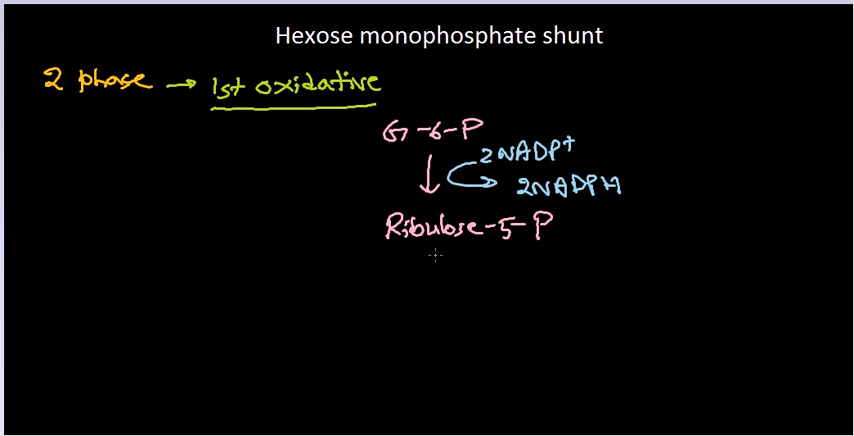 Hexose monophosphate shunt
2 phase → 1st oxidative
G-6-P
2NADP+
2NADPH
Ribulose-5-P